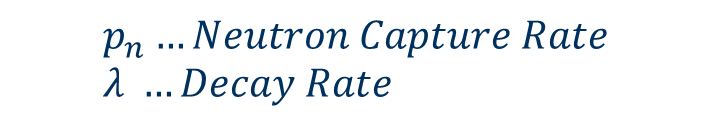 pₙ … Neutron Capture Rate
λ … Decay Rate